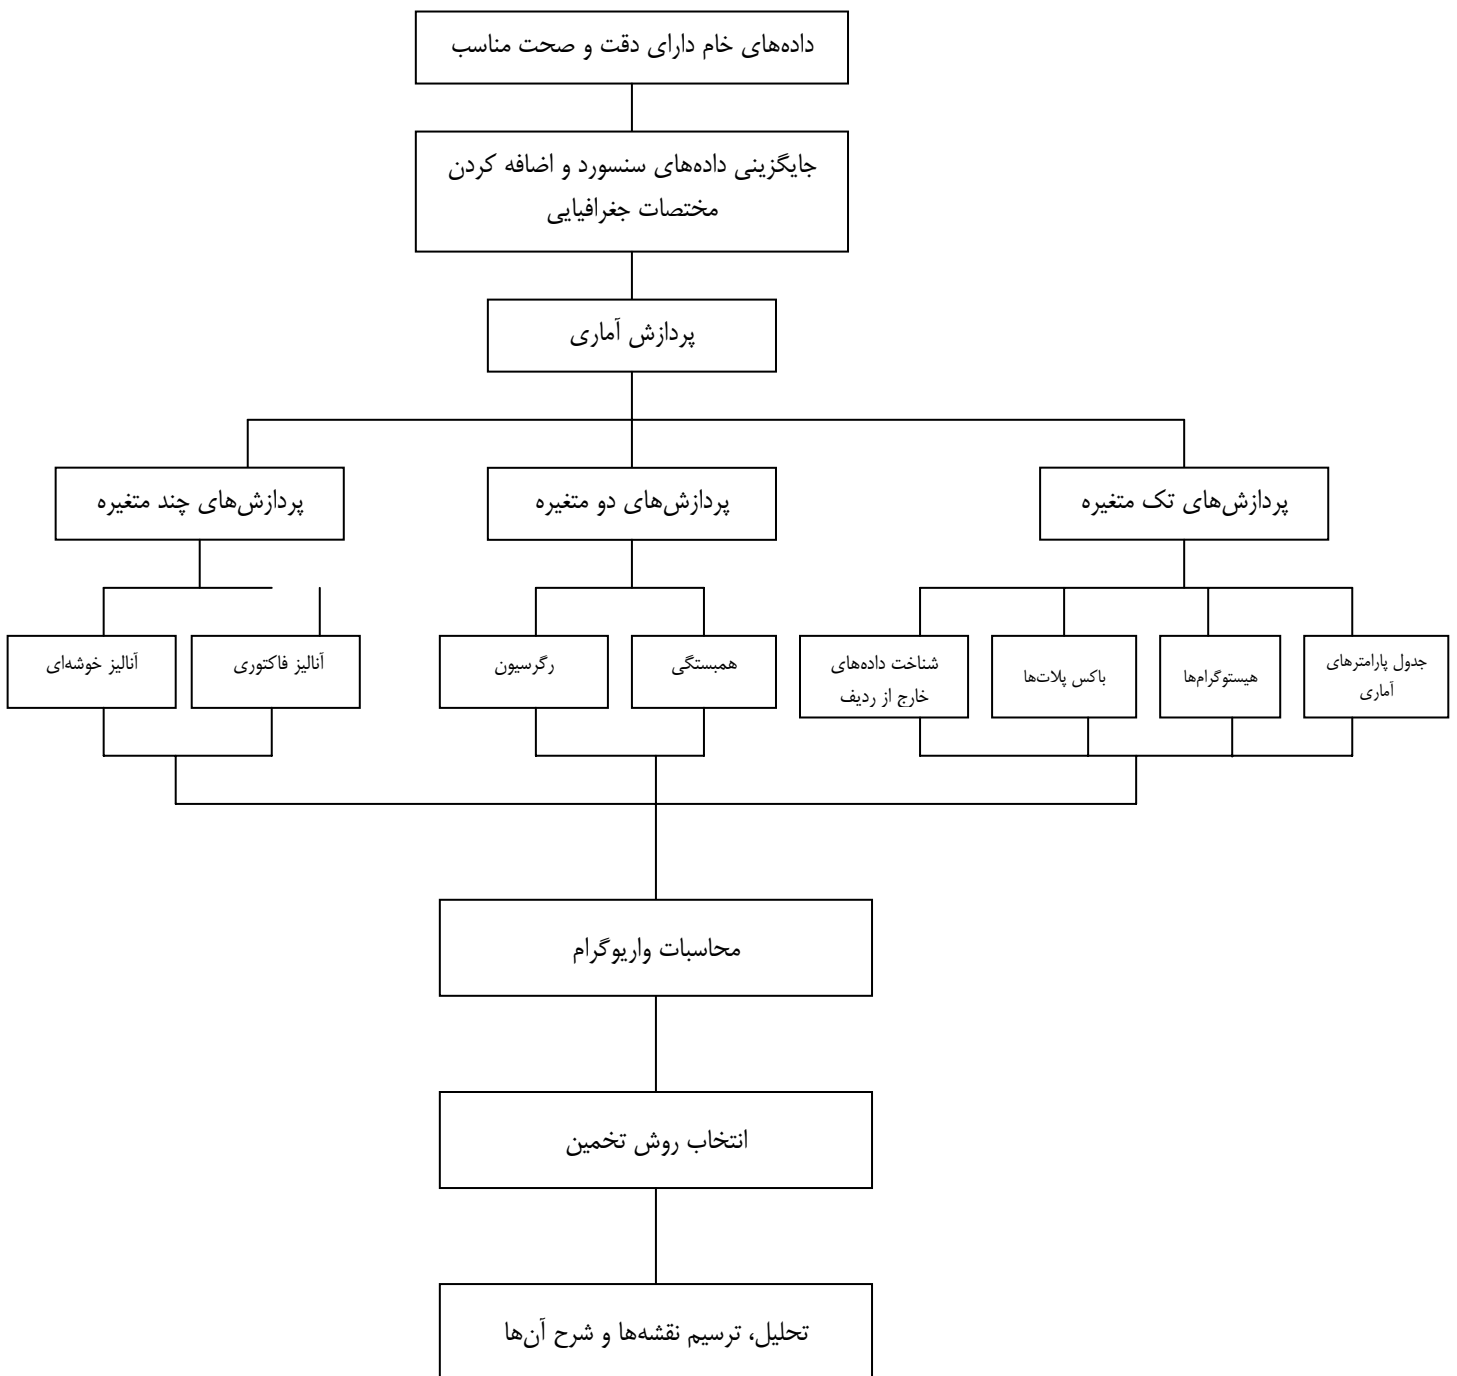 داده‌های خام دارای دقت و صحت مناسب
جایگزینی داده‌های سنسورد و اضافه کردن
مختصات جغرافیایی
پردازش آماری
پردازش‌های تک متغیره
پردازش‌های دو متغیره
پردازش‌های چند متغیره
جدول پارامترهای
آماری
هیستوگرام‌ها
باکس پلات‌ها
شناخت داده‌های
خارج از ردیف
همبستگی
رگرسیون
آنالیز فاکتوری
آنالیز خوشه‌ای
محاسبات واریوگرام
انتخاب روش تخمین
تحلیل، ترسیم نقشه‌ها و شرح آن‌ها